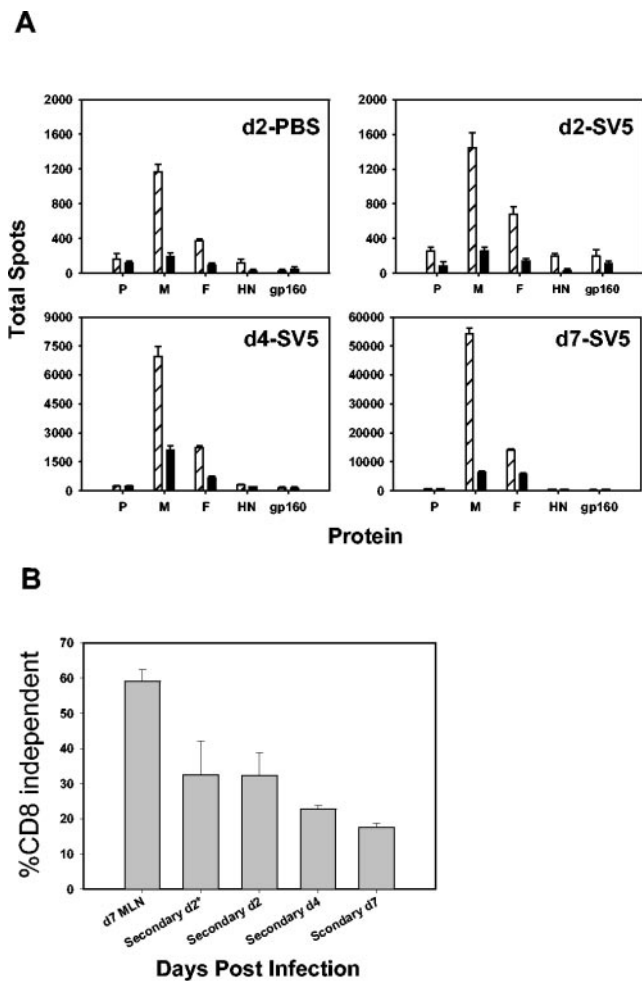 A
Total Spots
2000
1600
1200
800
400
0
d2-PBS
P M F HN gp160
2000
1600
1200
800
400
0
d2-SV5
P M F HN gp160
9000
7500
6000
4500
3000
1500
0
d4-SV5
P M F HN gp160
60000
50000
40000
30000
20000
10000
0
d7-SV5
P M F HN gp160
Protein
B
%CD8 independent
70
60
50
40
30
20
10
0
d7 MLN
Secondary d2*
Secondary d2
Secondary d4
Scondary d7
Days Post Infection